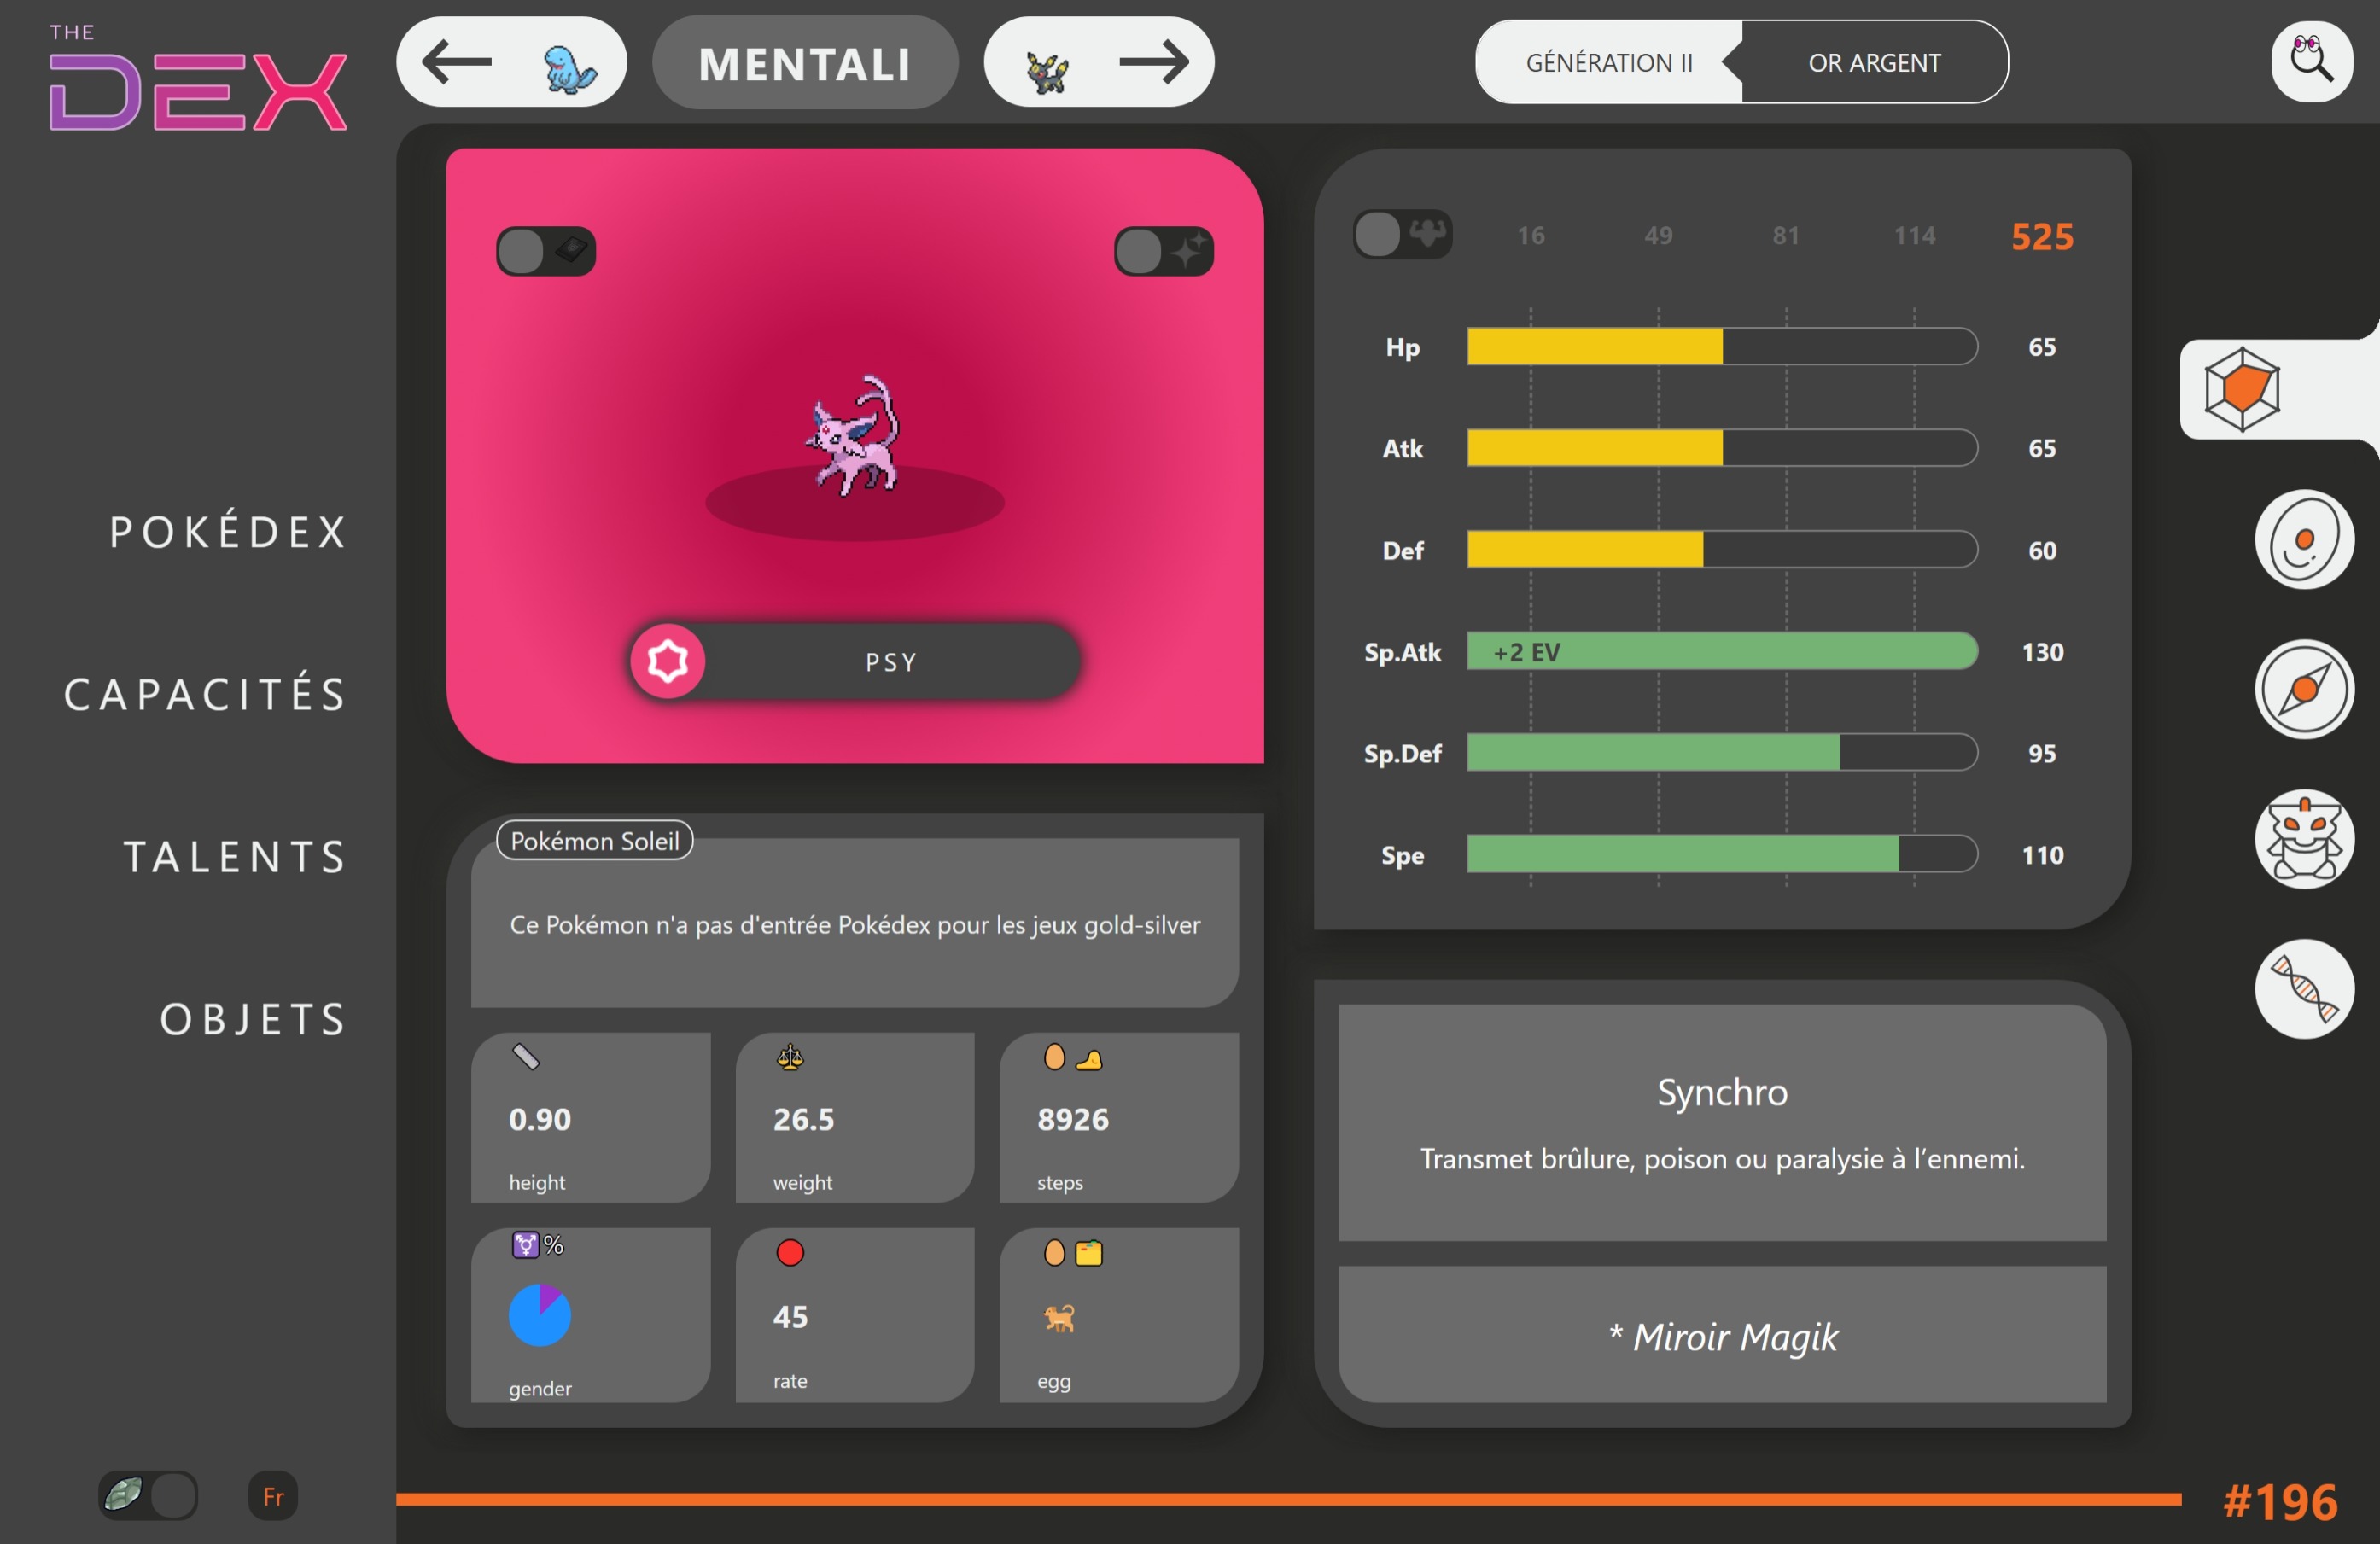 THE
DEX
MENTALI
GÉNÉRATION II
OR ARGENT
POKÉDEX
CAPACITÉS
TALENTS
OBJETS
Fr
PSY
Pokémon Soleil
Ce Pokémon n'a pas d'entrée Pokédex pour les jeux gold-silver
0.90
height
26.5
weight
8926
steps
%
gender
45
rate
egg
16 49 81 114 525
Hp 65
Atk 65
Def 60
Sp.Atk +2 EV 130
Sp.Def 95
Spe 110
Synchro
Transmet brûlure, poison ou paralysie à l’ennemi.
* Miroir Magik
#196